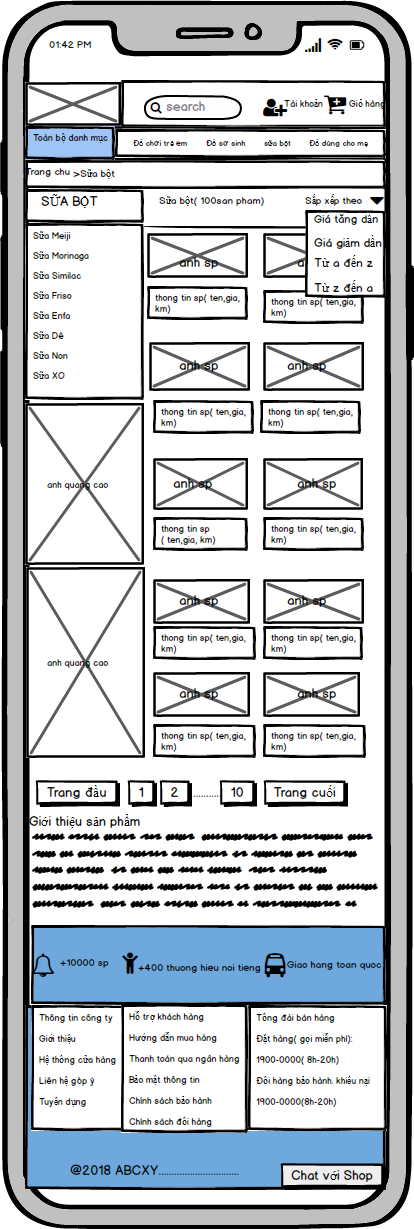 01:42 PM
search
Tài khoản
Giỏ hàng
Toàn bộ danh mục
Đồ chơi trẻ em
Đồ sơ sinh
sữa bột
Đồ dùng cho mẹ
Trang chu >Sữa bột
SỮA BỘT
Sữa bột( 100san pham)
Sắp xếp theo
Giá tăng dần
Giá giảm dần
Từ a đến z
Từ z đến a
Sữa Meiji
Sữa Morinaga
Sữa Similac
Sữa Friso
Sữa Enfa
Sữa Dê
Sữa Non
Sữa XO
anh sp
anh sp
thong tin sp( ten,gia,
km)
thong tin sp( ten,gia,
km)
anh sp
anh sp
thong tin sp( ten,gia,
km)
thong tin sp( ten,gia,
km)
anh quang cao
anh sp
anh sp
thong tin sp
( ten,gia, km)
thong tin sp( ten,gia,
km)
anh quang cao
anh sp
anh sp
thong tin sp( ten,gia,
km)
thong tin sp( ten,gia,
km)
anh sp
anh sp
thong tin sp( ten,gia,
km)
thong tin sp( ten,gia,
km)
Trang đầu
1
2
...........
10
Trang cuối
Giới thiệu sản phẩm
+10000 sp
+400 thuong hieu noi tieng
Giao hang toan quoc
Thông tin công ty
Giới thiệu
Hệ thống cửa hàng
Liên hệ góp ý
Tuyển dụng
Hỗ trợ khách hàng
Hướng dẫn mua hàng
Thanh toán qua ngân hàng
Bảo mật thông tin
Chính sách bảo hành
Chính sách đổi hàng
Tổng đài bán hàng
Đặt hàng( gọi miễn phí):
1900-0000( 8h-20h)
Đổi hàng bảo hành, khiếu nại
1900-0000(8h-20h)
@2018 ABCXY................................
Chat với Shop